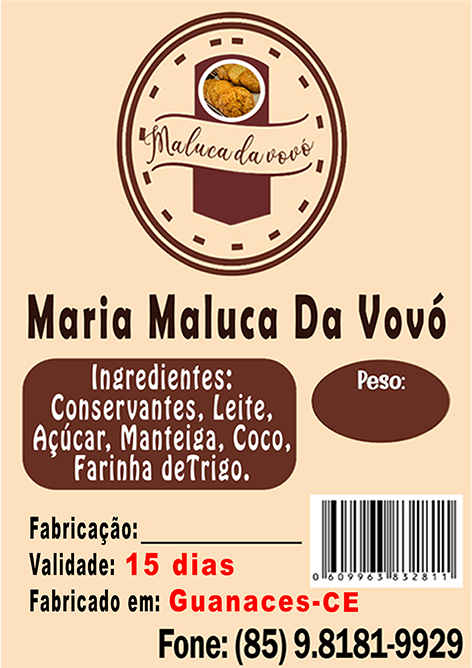 Maluca da vovó
Maria Maluca Da Vovó
Ingredientes:
Conservantes, Leite,
Açúcar, Manteiga, Coco,
Farinha deTrigo.
Peso:
Fabricação:_______________
Validade: 15 dias
Fabricado em: Guanaces-CE
0 609963 832811
Fone: (85) 9.8181-9929